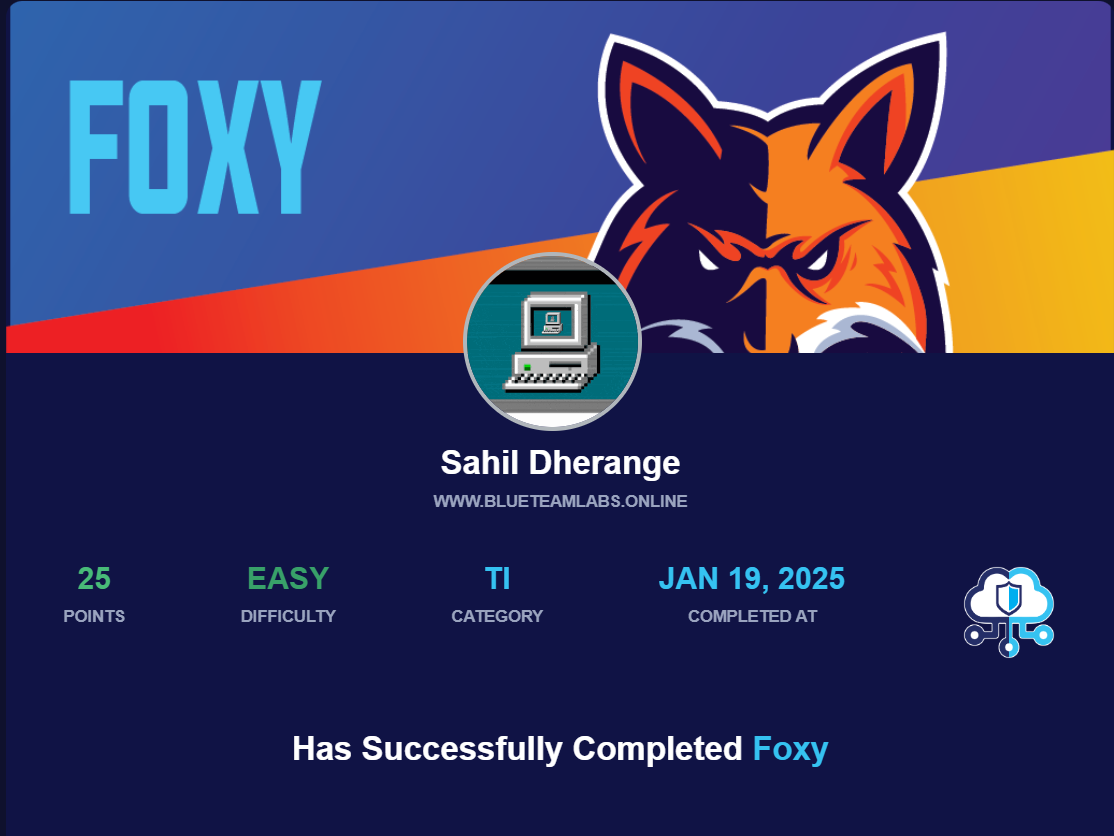 FOXY
Sahil Dherange
WWW.BLUETEAMLABS.ONLINE
25 EASY TI JAN 19, 2025
POINTS DIFFICULTY CATEGORY COMPLETED AT
Has Successfully Completed Foxy